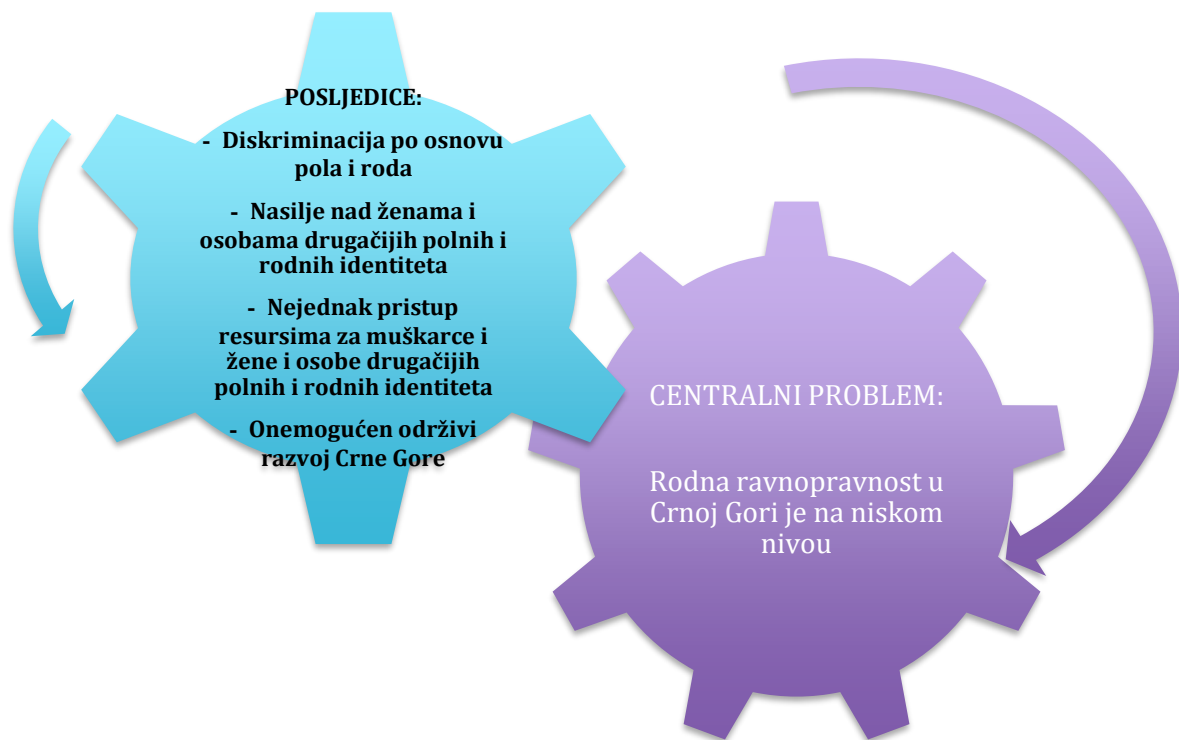 POSLJEDICE:
- Diskriminacija po osnovu
pola i roda
- Nasilje nad ženama i
osobama drugačijih polnih i
rodnih identiteta
- Nejednak pristup
resursima za muškarce i
žene i osobe drugačijih
polnih i rodnih identiteta
- Onemogućen održivi
razvoj Crne Gore
CENTRALNI PROBLEM:
Rodna ravnopravnost u
Crnoj Gori je na niskom
nivou